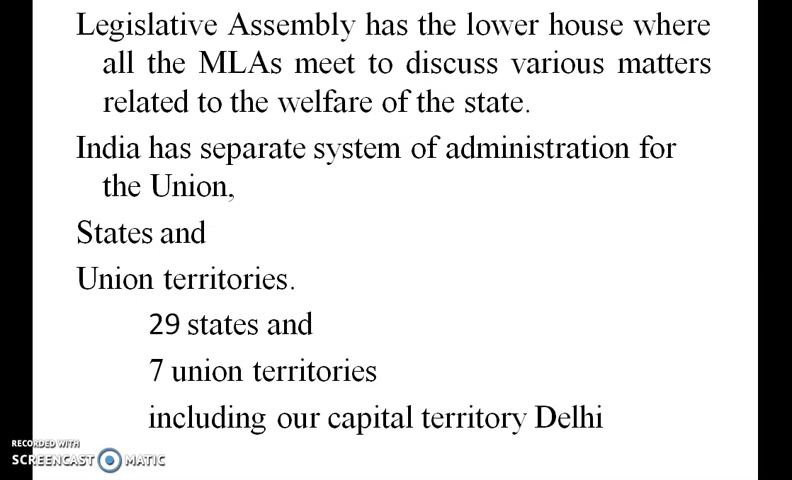 Legislative Assembly has the lower house where
all the MLAs meet to discuss various matters
related to the welfare of the state.
India has separate system of administration for
the Union,
States and
Union territories.
29 states and
7 union territories
including our capital territory Delhi
RECORDED WITH
SCREENCAST MATIC